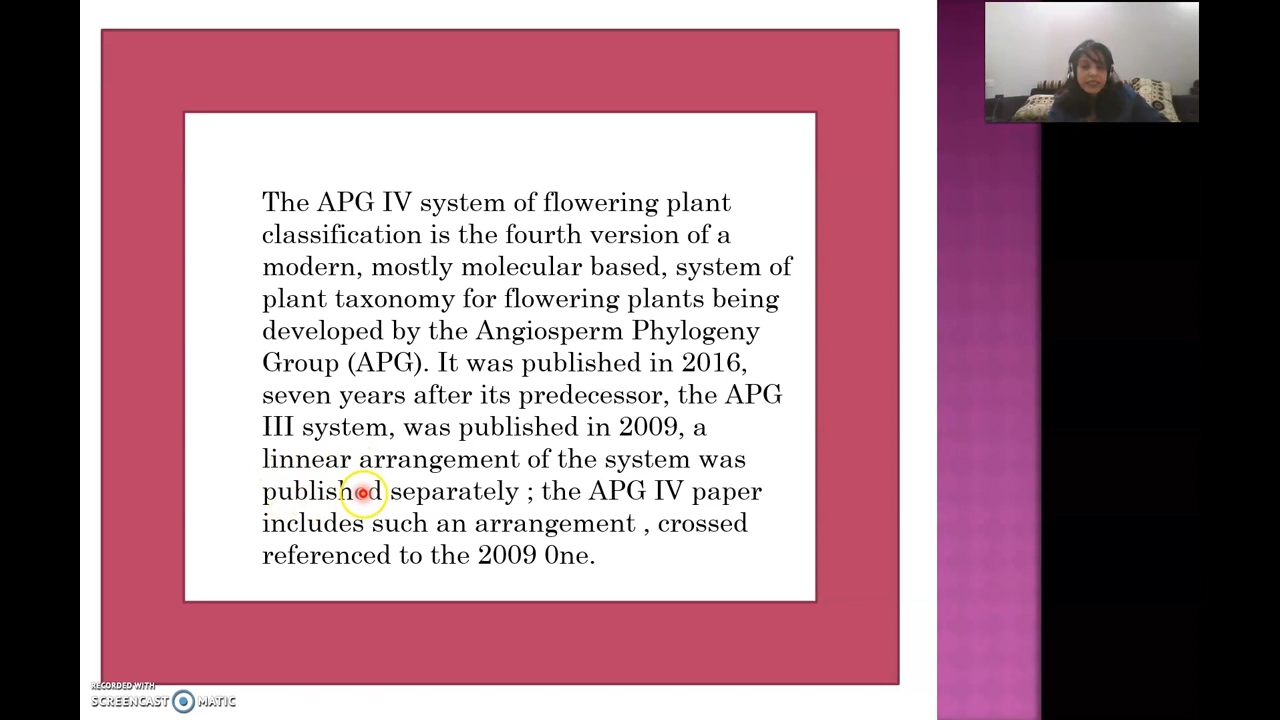 The APG IV system of flowering plant
classification is the fourth version of a
modern, mostly molecular based, system of
plant taxonomy for flowering plants being
developed by the Angiosperm Phylogeny
Group (APG). It was published in 2016,
seven years after its predecessor, the APG
III system, was published in 2009, a
linnear arrangement of the system was
published separately ; the APG IV paper
includes such an arrangement , crossed
referenced to the 2009 0ne.
RECORDED WITH
SCREENCAST MATIC